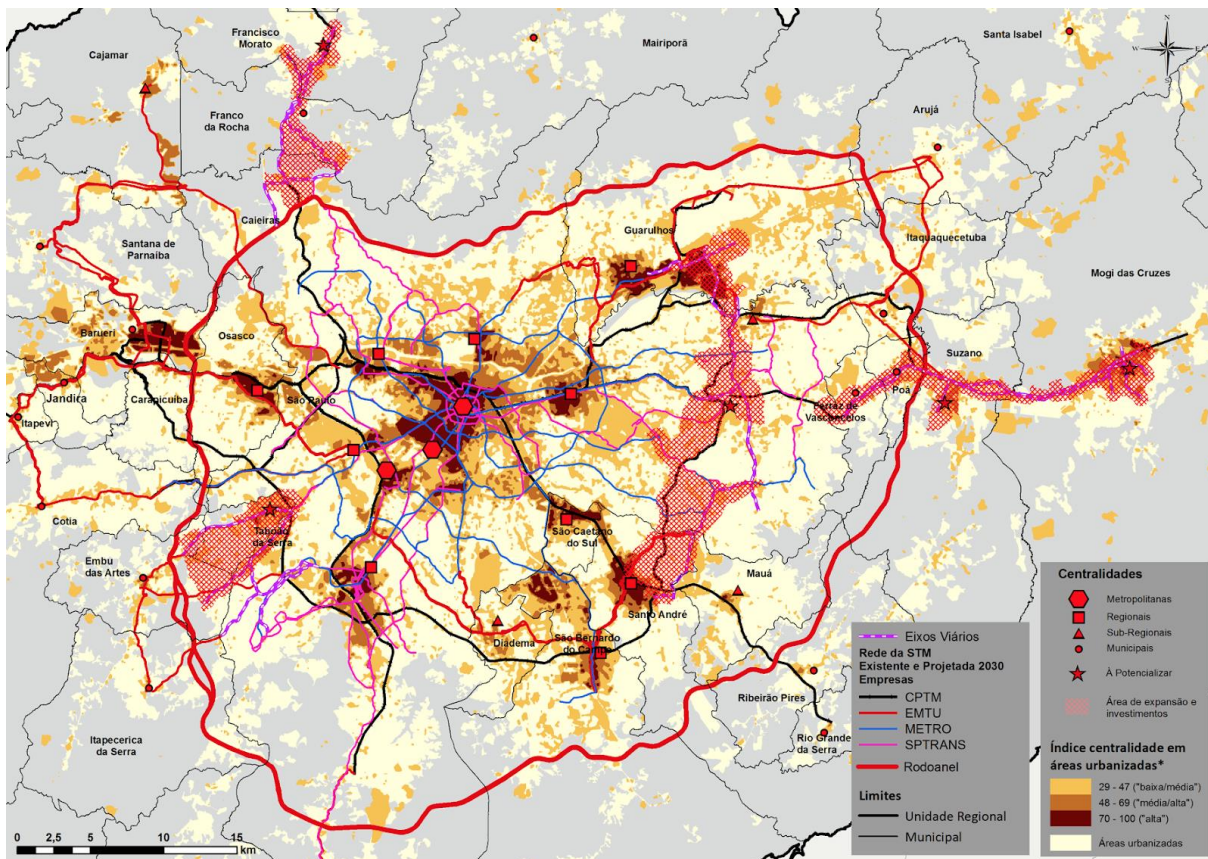 Francisco
Morato
Cajamar
Mairiporã
Santa Isabel
N
W
E
S
Franco
da Rocha
Arujá
Caieiras
Santana de
Parnaíba
Guarulhos
Itaquaquecetuba
Mogi das Cruzes
Barueri
Osasco
Suzano
Jandira
Carapicuíba
São Paulo
Poá
Ferraz de
Vasconcelos
Itapevi
Cotia
Taboão
da Serra
São Caetano
do Sul
Embu
das Artes
Mauá
Santo André
Diadema
São Bernardo
do Campo
Ribeirão Pires
Itapecerica
da Serra
Rio Grande
da Serra
Centralidades
Metropolitanas
Regionais
Sub-Regionais
Municipais
À Potencializar
Área de expansão e
investimentos
Índice centralidade em
áreas urbanizadas*
29 - 47 ("baixa/média")
48 - 69 ("média/alta")
70 - 100 ("alta")
Áreas urbanizadas
Eixos Viários
Rede da STM
Existente e Projetada 2030
Empresas
CPTM
EMTU
METRO
SPTRANS
Rodoanel
Limites
Unidade Regional
Municipal
0 2,5 5 10 15
km